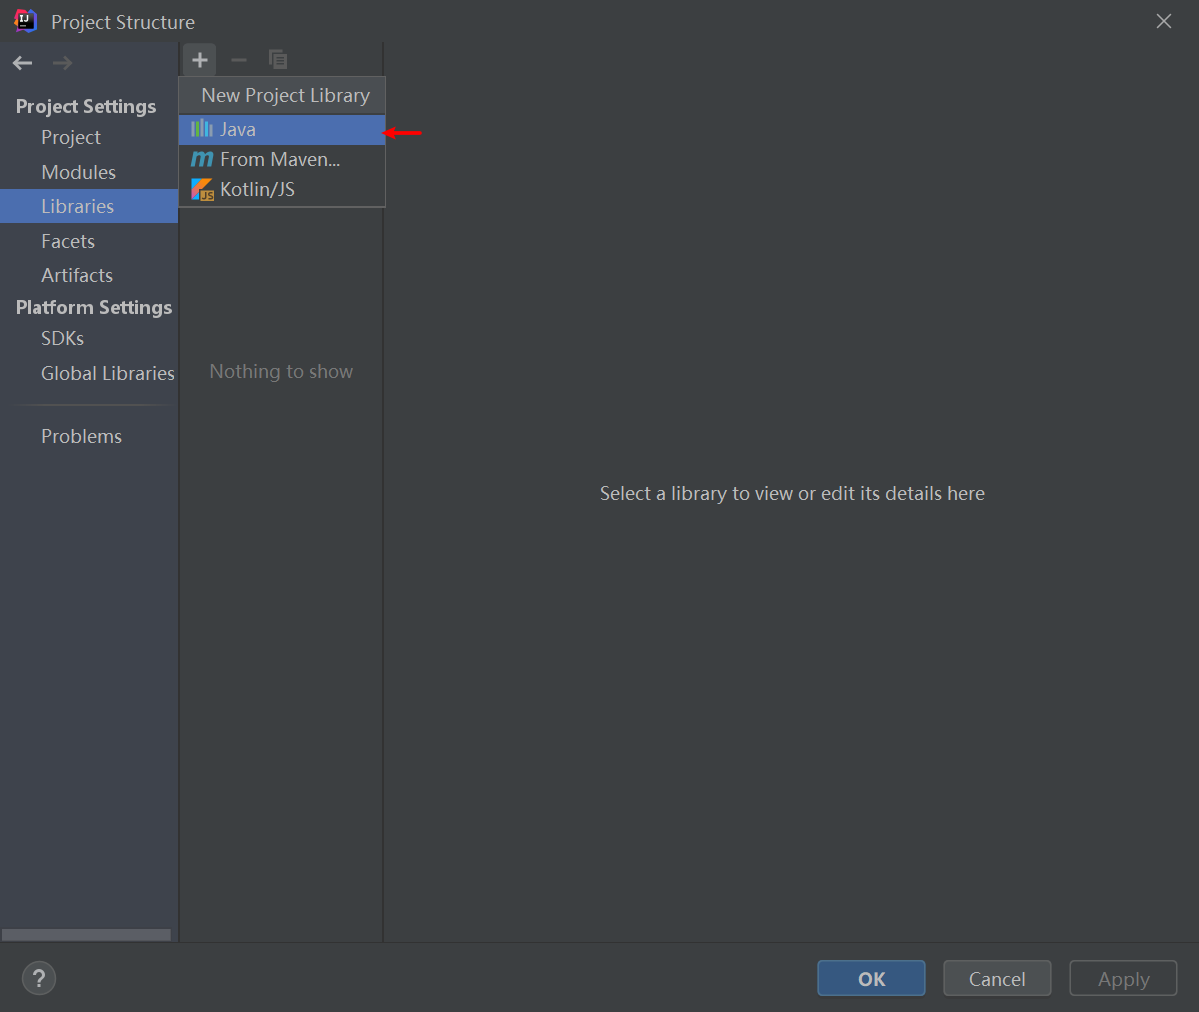 Project Structure
Project Settings
Project
Modules
Libraries
Facets
Artifacts
Platform Settings
SDKs
Global Libraries
Problems
New Project Library
Java
From Maven...
Kotlin/JS
Nothing to show
Select a library to view or edit its details here
?
OK
Cancel
Apply